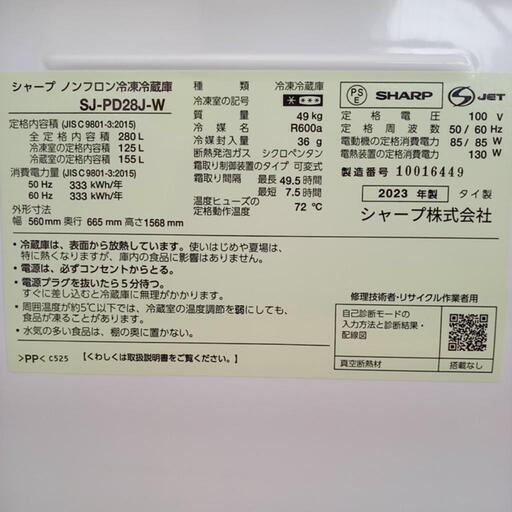 シャープ ノンフロン冷凍冷蔵庫
SJ-PD28J-W
定格内容積 (JIS C 9801-3:2015)
全定格内容積 280L
冷凍室の定格内容積 125L
冷蔵室の定格内容積 155L
消費電力量 (JIS C 9801-3:2015)
50 Hz 333 kWh/年
60 Hz 333 kWh/年
外形寸法
幅 560mm 奥行 665 mm 高さ 1568 mm
種類 冷凍冷蔵庫
冷凍室の記号
質量 49 kg
冷媒名 R600a
冷媒封入量 36 g
断熱発泡ガス シクロペンタン
霜取り制御装置のタイプ 可変式
霜取り間隔 最長 49.5 時間
最短 7.5 時間
温度ヒューズの定格動作温度 72 ℃
PS E
SHARP
JET
定格電圧 100 V
定格周波数 50/60 Hz
電動機の定格消費電力 85/85 W
電熱装置の定格消費電力 130 W
製造番号 10016449
2023 年製 タイ製
シャープ株式会社
● 冷蔵庫は、表面から放熱しています。使いはじめや夏場は、
特に熱くなりますが、庫内の食品に影響はありません。
● 電源は、必ずコンセントからとる。
● 電源プラグを抜いたら5分待つ。
すぐに差し込むと冷蔵庫に無理がかかります。
● 周囲温度が約5℃以下では、冷蔵室の温度調節を弱にしても、
食品が凍ることがあります。
● 水気の多い食品は、棚の奥に置かない。
>PP< C525 【くわしくは取扱説明書をご覧ください。】
修理技術者・リサイクル作業者用
自己診断モードの
入力方法と診断結果・
配線図
真空断熱材 搭載なし